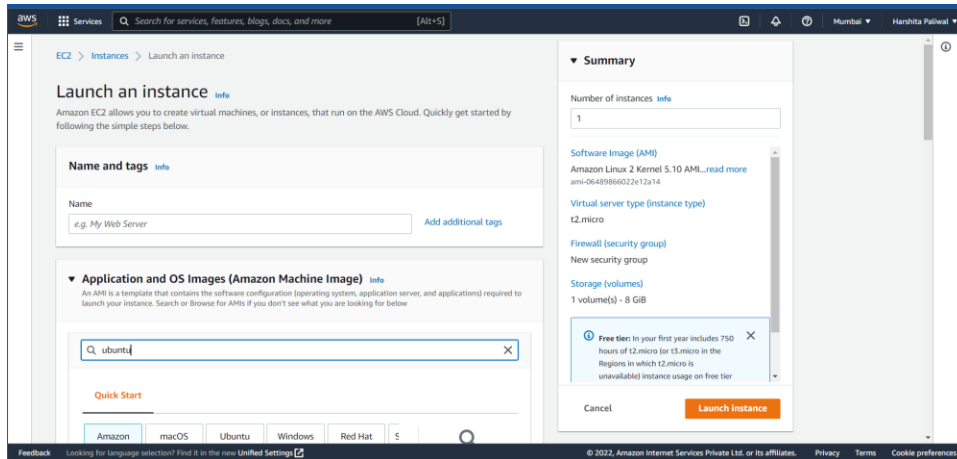 aws
Services
Search for services, features, blogs, docs, and more
[Alt+S]
Mumbai
Harshita Paliwal
EC2 > Instances > Launch an instance
Launch an instance Info
Amazon EC2 allows you to create virtual machines, or instances, that run on the AWS Cloud. Quickly get started by
following the simple steps below.
Name and tags Info
Name
e.g. My Web Server
Add additional tags
Application and OS Images (Amazon Machine Image) Info
An AMI is a template that contains the software configuration (operating system, application server, and applications) required to
launch your instance. Search or Browse for AMIs if you don't see what you are looking for below
ubuntu
Quick Start
Amazon
macOS
Ubuntu
Windows
Red Hat
S
Summary
Number of instances Info
1
Software Image (AMI)
Amazon Linux 2 Kernel 5.10 AMI...read more
ami-06489866022e12a14
Virtual server type (instance type)
t2.micro
Firewall (security group)
New security group
Storage (volumes)
1 volume(s) - 8 GiB
Free tier: In your first year includes 750
hours of t2.micro (or t3.micro in the
Regions in which t2.micro is
unavailable) instance usage on free tier
Cancel
Launch instance
Feedback
Looking for language selection? Find it in the new Unified Settings
© 2022, Amazon Internet Services Private Ltd. or its affiliates.
Privacy
Terms
Cookie preferences